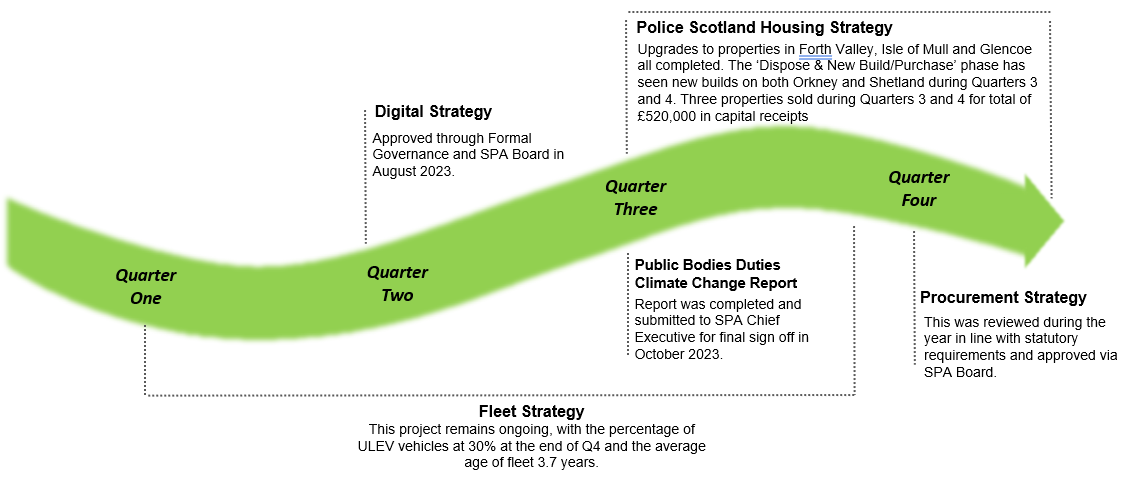 Police Scotland Housing Strategy
Upgrades to properties in Forth Valley, Isle of Mull and Glencoe
all completed. The ‘Dispose & New Build/Purchase’ phase has
seen new builds on both Orkney and Shetland during Quarters 3
and 4. Three properties sold during Quarters 3 and 4 for total of
£520,000 in capital receipts
Digital Strategy
Approved through Formal
Governance and SPA Board in
August 2023.
Quarter
One
Quarter
Two
Quarter
Three
Quarter
Four
Public Bodies Duties
Climate Change Report
Report was completed and
submitted to SPA Chief
Executive for final sign off in
October 2023.
Procurement Strategy
This was reviewed during the
year in line with statutory
requirements and approved via
SPA Board.
Fleet Strategy
This project remains ongoing, with the percentage of
ULEV vehicles at 30% at the end of Q4 and the average
age of fleet 3.7 years.